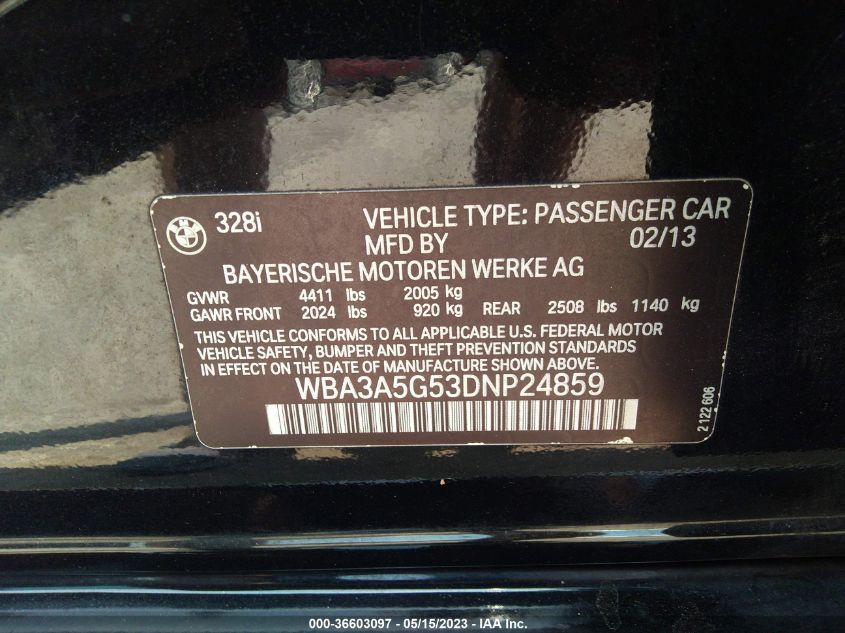 BMW
328i VEHICLE TYPE: PASSENGER CAR
MFD BY 02/13
BAYERISCHE MOTOREN WERKE AG
GVWR 4411 lbs 2005 kg
GAWR FRONT 2024 lbs 920 kg REAR 2508 lbs 1140 kg
THIS VEHICLE CONFORMS TO ALL APPLICABLE U.S. FEDERAL MOTOR
VEHICLE SAFETY, BUMPER AND THEFT PREVENTION STANDARDS
IN EFFECT ON THE DATE OF MANUFACTURE SHOWN ABOVE.
WBA3A5G53DNP24859
2 122 606
000-36603097 - 05/15/2023 - IAA Inc.